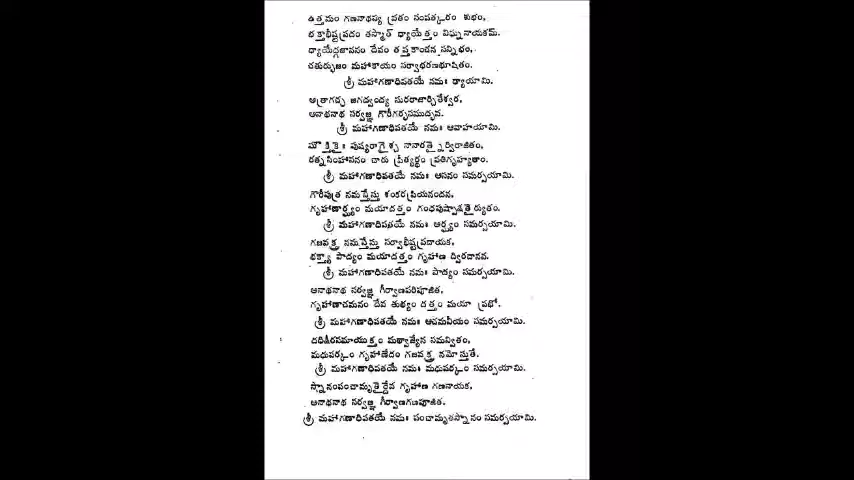 ఉత్తమం గణనాథస్య వ్రతం సంపత్కరం శుభం,
భక్తాభీష్టప్రదం తస్మాత్ ధ్యాయేత్తం విఘ్ననాయకమ్.
ధ్యాయేద్గజాననం దేవం తప్తకాంచన సన్నిభం,
చతుర్భుజం మహాకాయం సర్వాభరణభూషితం.
శ్రీ మహాగణాధిపతయే నమః ధ్యాయామి.
అత్రాగచ్ఛ జగద్వంద్య సురరాజార్చితేశ్వర,
అనాథనాథ సర్వజ్ఞ గౌరీగర్భసముద్భవ.
శ్రీ మహాగణాధిపతయే నమః ఆవాహయామి.
మౌక్తికైః పుష్యరాగైశ్చ నానారత్నైర్విరాజితం,
రత్నసింహాసనం చారు ప్రీత్యర్థం ప్రతిగృహ్యతాం.
శ్రీ మహాగణాధిపతయే నమః ఆసనం సమర్పయామి.
గౌరీపుత్ర నమస్తేస్తు శంకరప్రియనందన,
గృహాణార్ఘ్యం మయాదత్తం గంధపుష్పాక్షతైర్యుతం.
శ్రీ మహాగణాధిపతయే నమః ఆర్ఘ్యం సమర్పయామి.
గజవక్త్ర నమస్తేస్తు సర్వాభీష్టప్రదాయక,
భక్త్యా పాద్యం మయాదత్తం గృహాణ ద్విరదానవ.
శ్రీ మహాగణాధిపతయే నమః పాద్యం సమర్పయామి.
అనాథనాథ సర్వజ్ఞ గీర్వాణపరిపూజిత,
గృహాణాచమనం దేవ తుభ్యం దత్తం మయా ప్రభో.
శ్రీ మహాగణాధిపతయే నమః ఆచమనీయం సమర్పయామి.
దధిక్షీరసమాయుక్తం మధ్వాజ్యేన సమన్వితం,
మధుపర్కం గృహాణేదం గజవక్త్ర నమోస్తుతే.
శ్రీ మహాగణాధిపతయే నమః మధుపర్కం సమర్పయామి.
స్నానంపంచామృతైర్దేవ గృహాణ గణనాయక,
అనాథనాథ సర్వజ్ఞ గీర్వాణగణపూజిత.
శ్రీ మహాగణాధిపతయే నమః పంచామృతస్నానం సమర్పయామి.